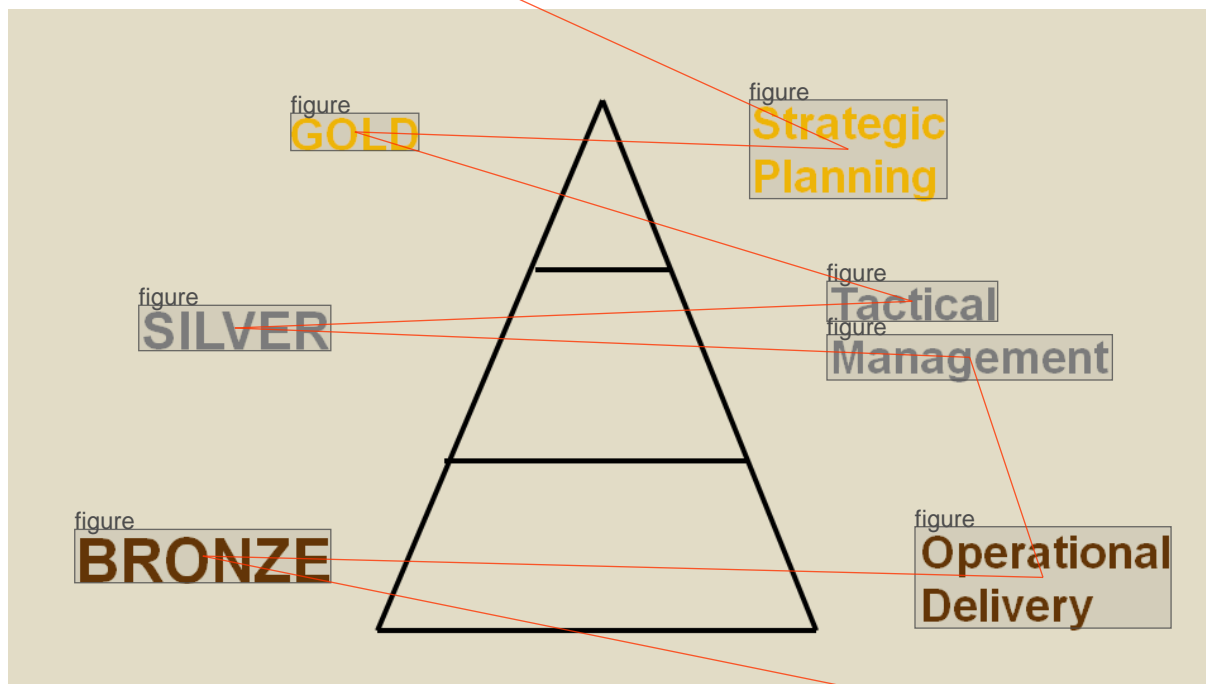 figure
GOLD
figure
Strategic
Planning
figure
SILVER
figure
Tactical
figure
Management
figure
BRONZE
figure
Operational
Delivery